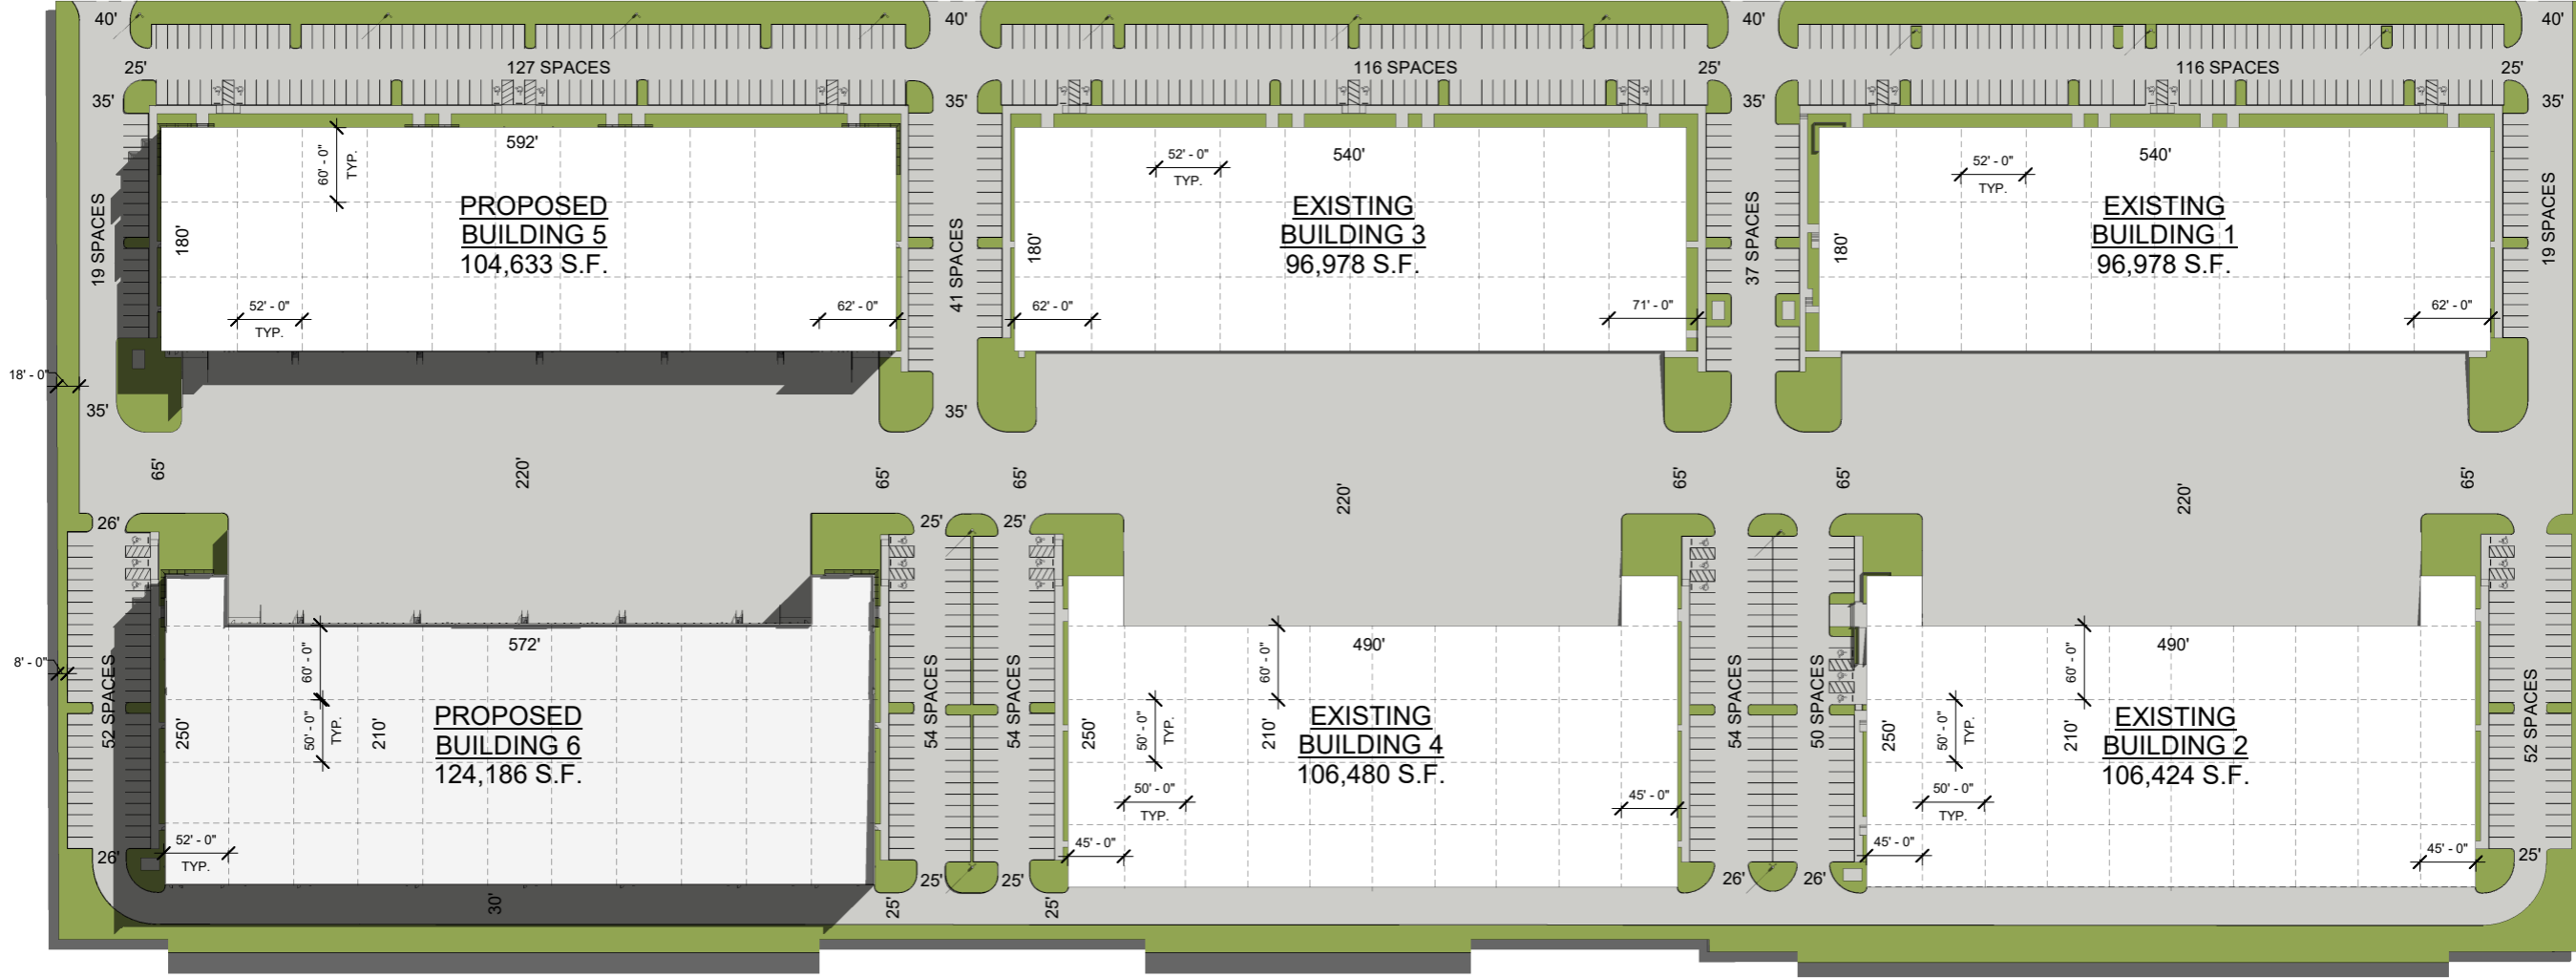 40'
40'
40'
40'
25'
127 SPACES
116 SPACES
25'
116 SPACES
25'
35'
35'
35'
35'
592'
60' - 0"
TYP.
PROPOSED
BUILDING 5
104,633 S.F.
180'
19 SPACES
52' - 0"
TYP.
62' - 0"
41 SPACES
540'
52' - 0"
TYP.
EXISTING
BUILDING 3
96,978 S.F.
180'
62' - 0"
71' - 0"
37 SPACES
540'
52' - 0"
TYP.
EXISTING
BUILDING 1
96,978 S.F.
180'
62' - 0"
19 SPACES
18' - 0"
35'
35'
65'
220'
65'
65'
220'
65'
65'
220'
65'
26'
25'
25'
8' - 0"
52 SPACES
572'
60' - 0"
50' - 0"
TYP.
210'
250'
PROPOSED
BUILDING 6
124,186 S.F.
52' - 0"
TYP.
26'
54 SPACES
54 SPACES
490'
60' - 0"
50' - 0"
TYP.
210'
250'
EXISTING
BUILDING 4
106,480 S.F.
50' - 0"
TYP.
45' - 0"
45' - 0"
54 SPACES
50 SPACES
490'
60' - 0"
50' - 0"
TYP.
210'
250'
EXISTING
BUILDING 2
106,424 S.F.
50' - 0"
TYP.
45' - 0"
45' - 0"
52 SPACES
25'
25'
25'
26'
26'
30'
25'
25'